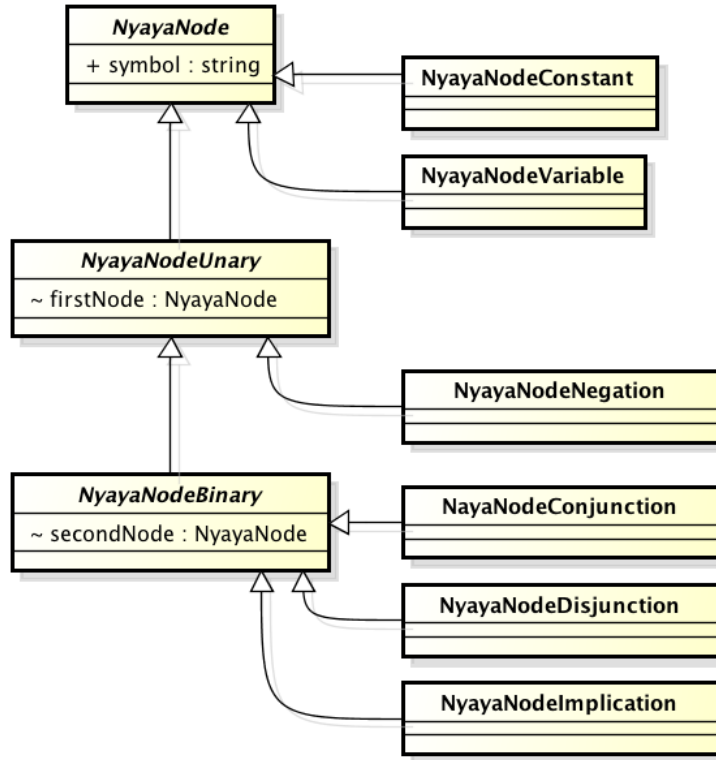 NyayaNode
+ symbol : string
NyayaNodeConstant
NyayaNodeVariable
NyayaNodeUnary
~ firstNode : NyayaNode
NyayaNodeNegation
NyayaNodeBinary
~ secondNode : NyayaNode
NayaNodeConjunction
NyayaNodeDisjunction
NyayaNodeImplication